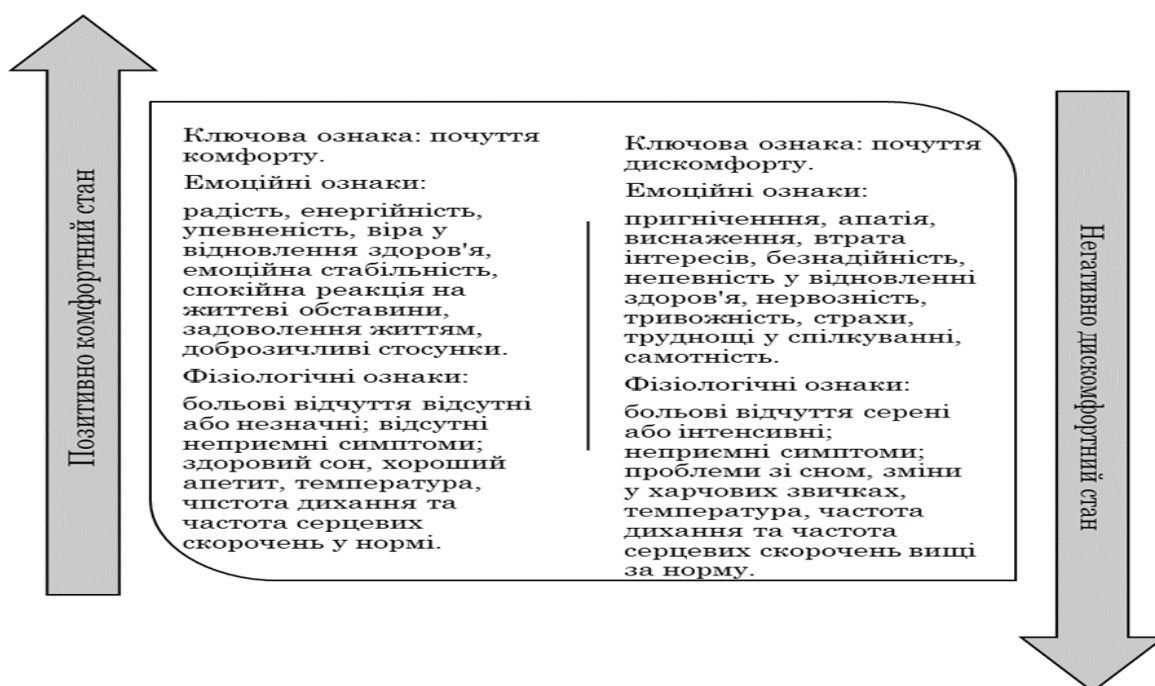 Позитивно комфортний стан
Ключова ознака: почуття
комфорту.
Емоційні ознаки:
радість, енергійність,
упевненість, віра у
відновлення здоров'я,
емоційна стабільність,
спокійна реакція на
життєві обставини,
задоволення життям,
доброзичливі стосунки.
Фізіологічні ознаки:
больові відчуття відсутні
або незначні; відсутні
неприємні симптоми;
здоровий сон, хороший
апетит, температура,
чпстота дихання та
частота серцевих
скорочень у нормі.
Ключова ознака: почуття
дискомфорту.
Емоційні ознаки:
пригніченння, апатія,
виснаження, втрата
інтересів, безнадійність,
непевність у відновленні
здоров'я, нервозність,
тривожність, страхи,
труднощі у спілкуванні,
самотність.
Фізіологічні ознаки:
больові відчуття серені
або інтенсивні;
неприємні симптоми;
проблеми зі сном, зміни
у харчових звичках,
температура, частота
дихання та частота
серцевих скорочень вищі
за норму.
Негативно дискомфортний стан